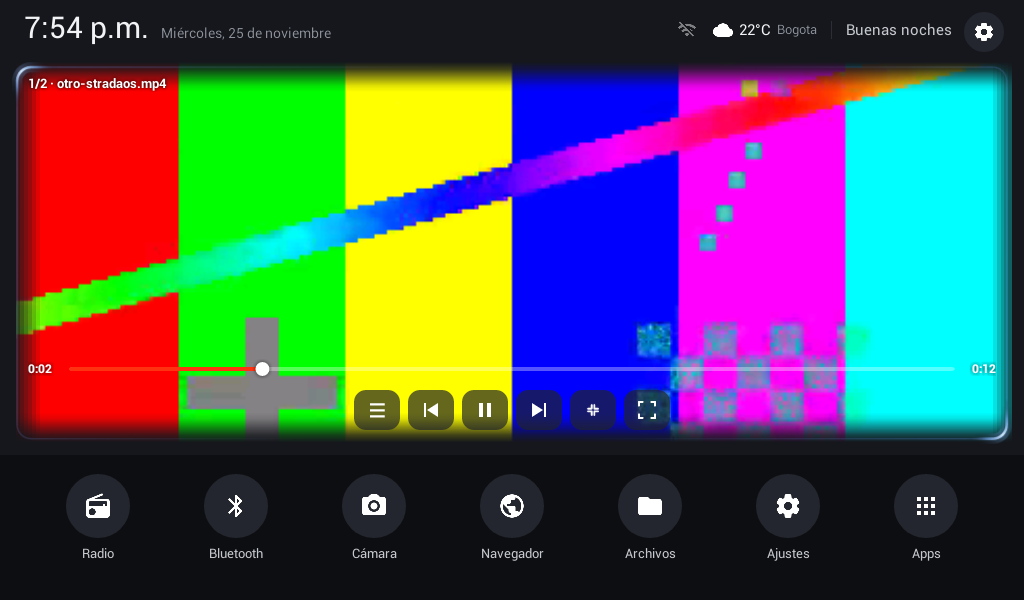 7:54 p.m. Miércoles, 25 de noviembre
22°C Bogota Buenas noches
1/2 · otro-stradaos.mp4
0:02 0:12
Radio Bluetooth Cámara Navegador Archivos Ajustes Apps